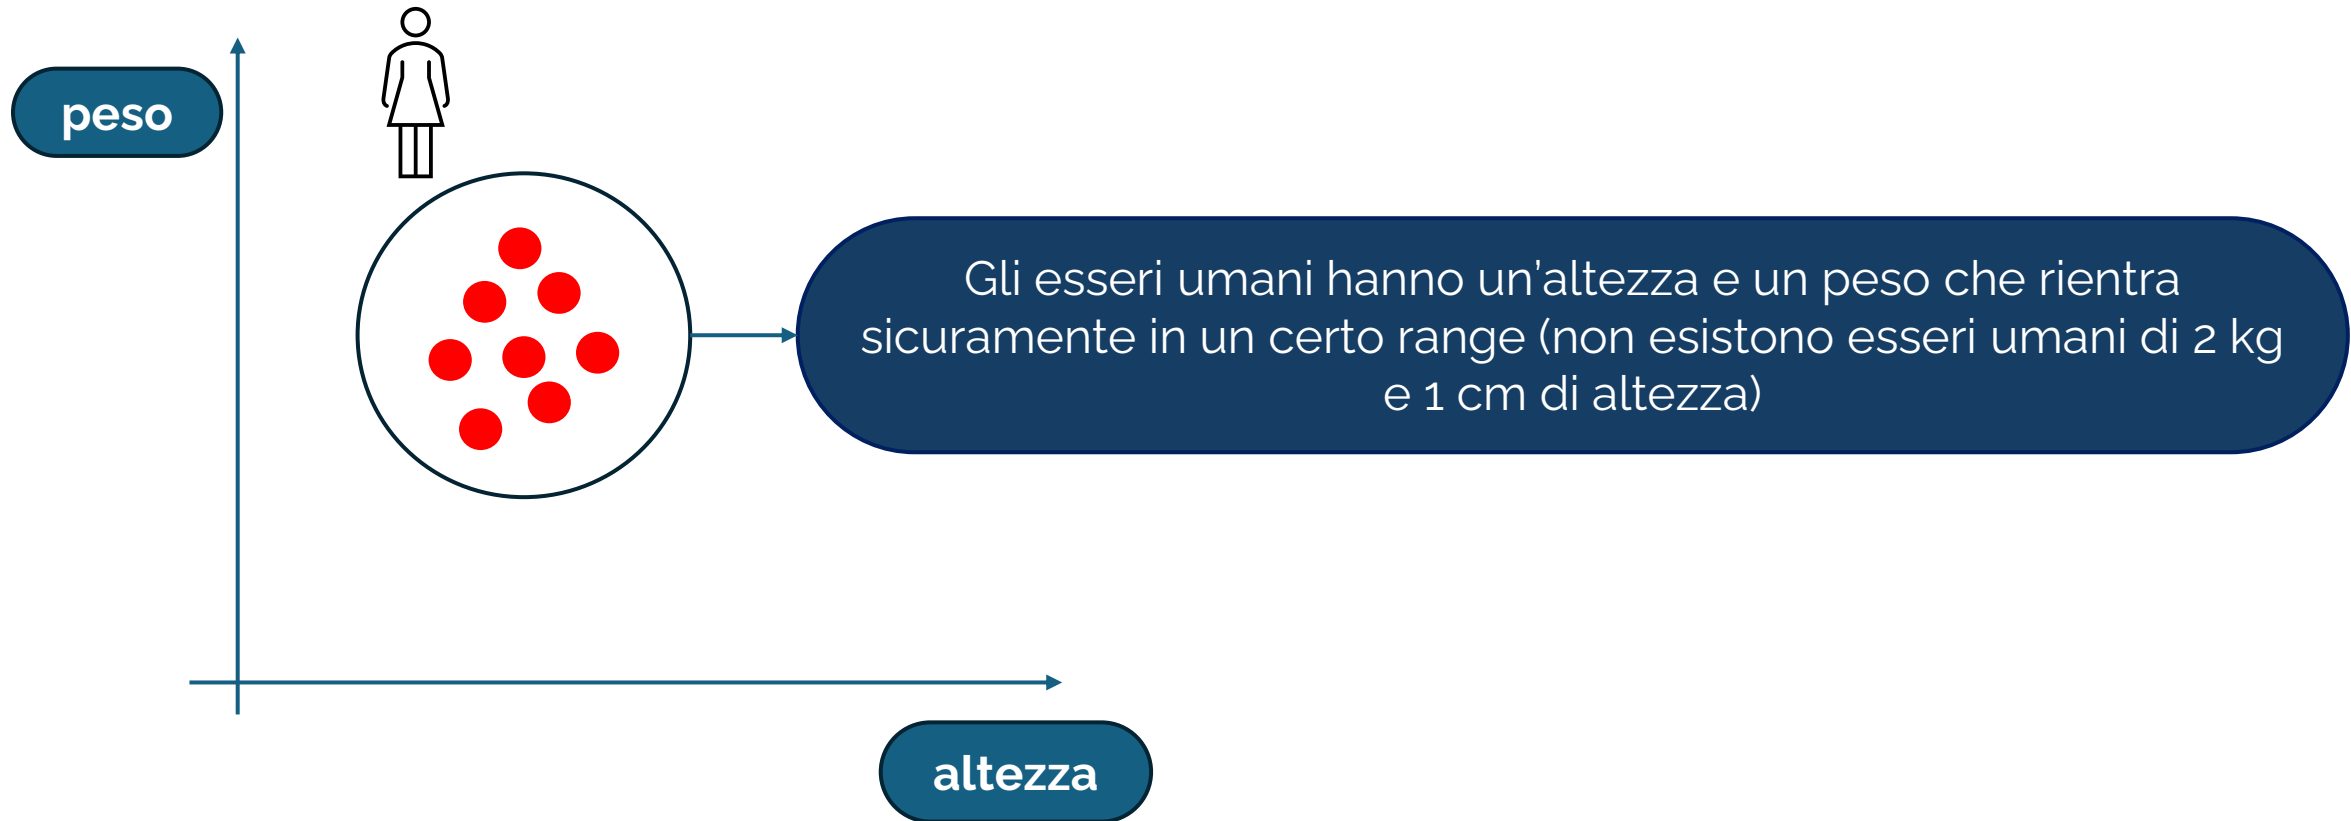 peso
Gli esseri umani hanno un’altezza e un peso che rientra
sicuramente in un certo range (non esistono esseri umani di 2 kg
e 1 cm di altezza)
altezza